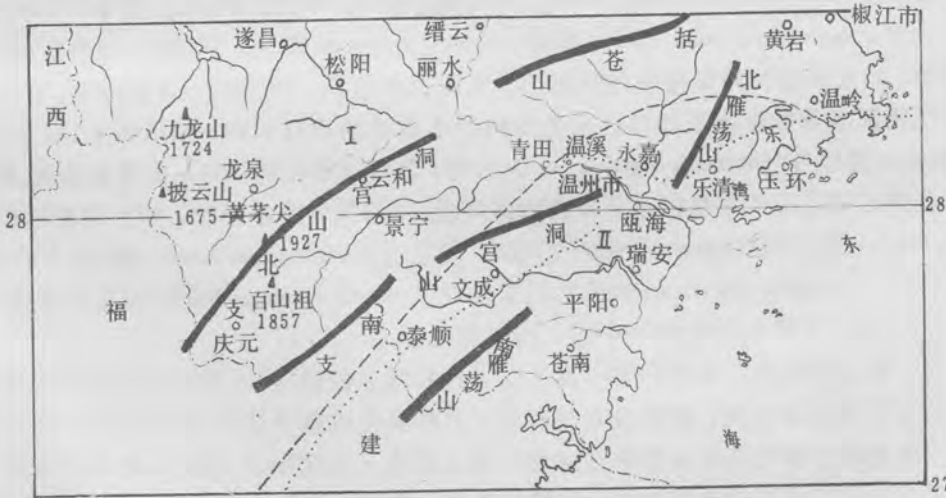 椒江市
黄岩
温岭
缙云
遂昌
松阳
丽水
括
苍
山
江
西
九龙山
1724
I
北
雁
荡
山
乐
清
湾
青田
温溪
永嘉
乐清
玉环
温州市
瓯海
瑞安
龙泉
披云山
1675
黄茅尖
1927
洞
宫
山
云和
景宁
28
28
北
支
百山祖
1857
庆元
洞
宫
山
II
文成
平阳
东
福
泰顺
南
支
南
雁
荡
山
苍南
建
海